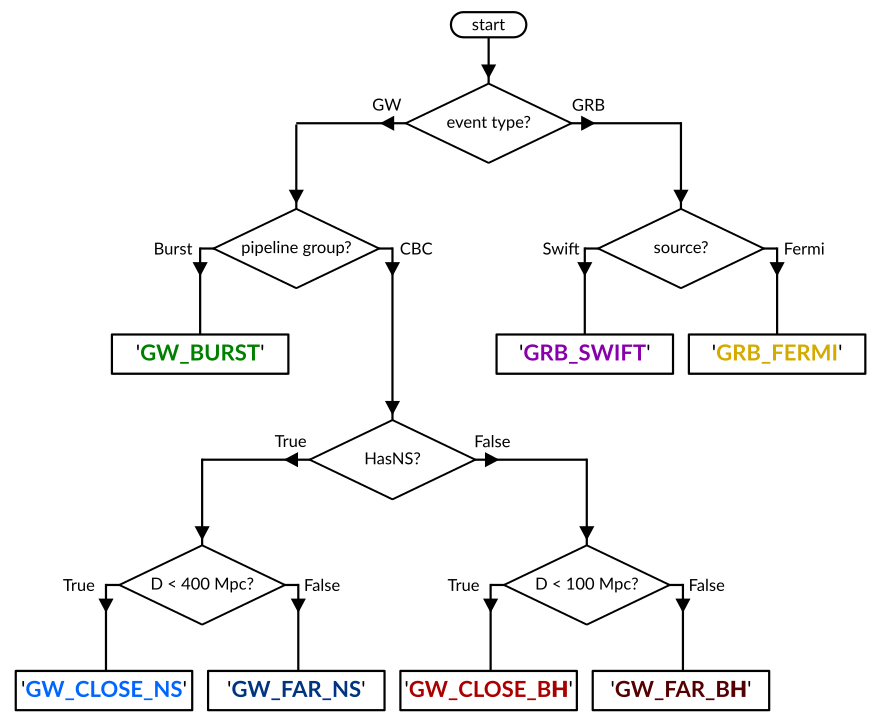 start
GW
GRB
event type?
Burst
pipeline group?
CBC
Swift
source?
Fermi
'GW_BURST'
'GRB_SWIFT'
'GRB_FERMI'
True
HasNS?
False
True
D < 400 Mpc?
False
True
D < 100 Mpc?
False
'GW_CLOSE_NS'
'GW_FAR_NS'
'GW_CLOSE_BH'
'GW_FAR_BH'